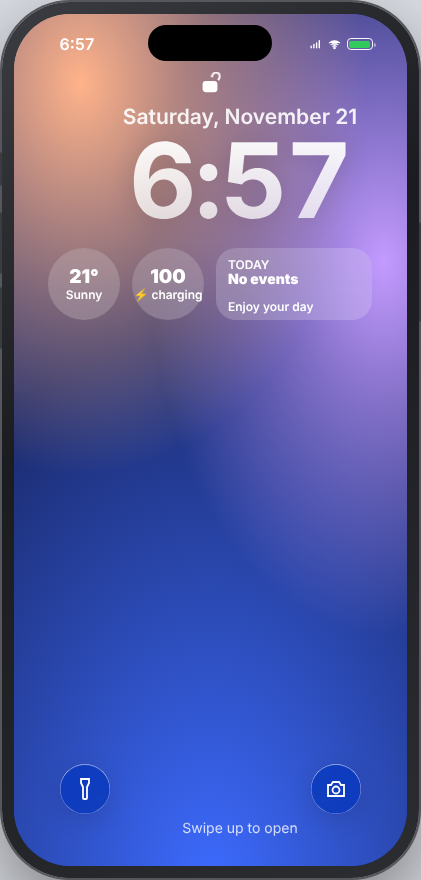 6:57
Saturday, November 21
6:57
21°
Sunny
100
⚡ charging
TODAY
No events
Enjoy your day
Swipe up to open